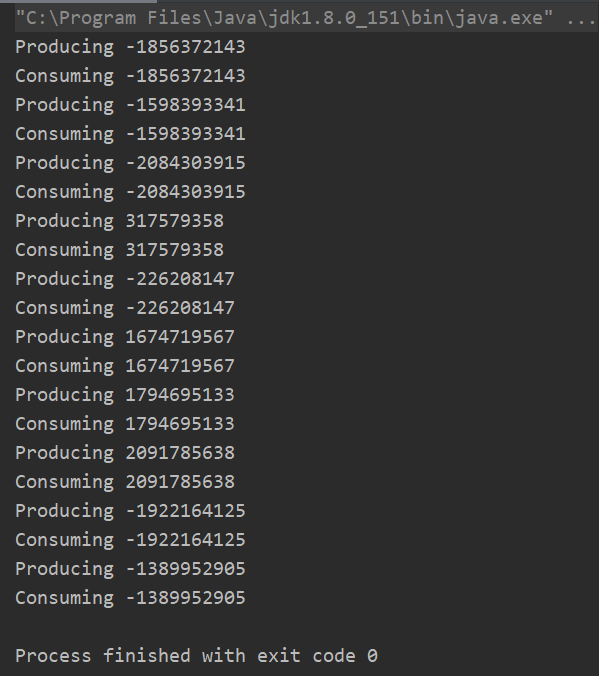 "C:\Program Files\Java\jdk1.8.0_151\bin\java.exe" ...
Producing -1856372143
Consuming -1856372143
Producing -1598393341
Consuming -1598393341
Producing -2084303915
Consuming -2084303915
Producing 317579358
Consuming 317579358
Producing -226208147
Consuming -226208147
Producing 1674719567
Consuming 1674719567
Producing 1794695133
Consuming 1794695133
Producing 2091785638
Consuming 2091785638
Producing -1922164125
Consuming -1922164125
Producing -1389952905
Consuming -1389952905
Process finished with exit code 0